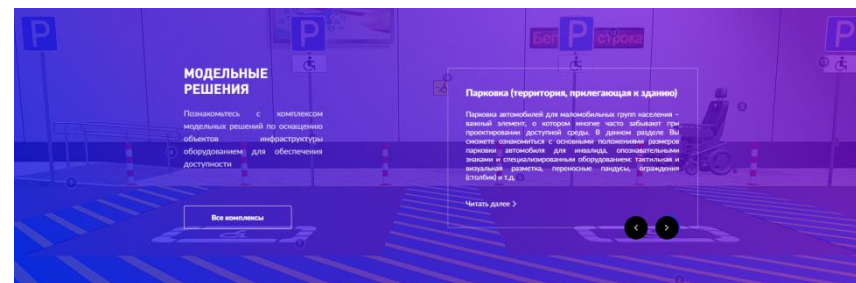 P
P
P
Бег
строка
МОДЕЛЬНЫЕ
РЕШЕНИЯ
Познакомьтесь с комплексом
модельных решений по оснащению
объектов инфраструктуры
оборудованием для обеспечения
доступности
Все комплексы
Парковка (территория, прилегающая к зданию)
Парковка автомобилей для маломобильных групп населения –
важный элемент, о котором многие часто забывают при
проектировании доступной среды. В данном разделе Вы
сможете ознакомиться с основными положениями размеров
парковки автомобиля для инвалида, опознавательными
знаками и специализированным оборудованием: тактильная и
визуальная разметка, переносные пандусы, ограждения
(столбик) и т.д.
Читать далее >